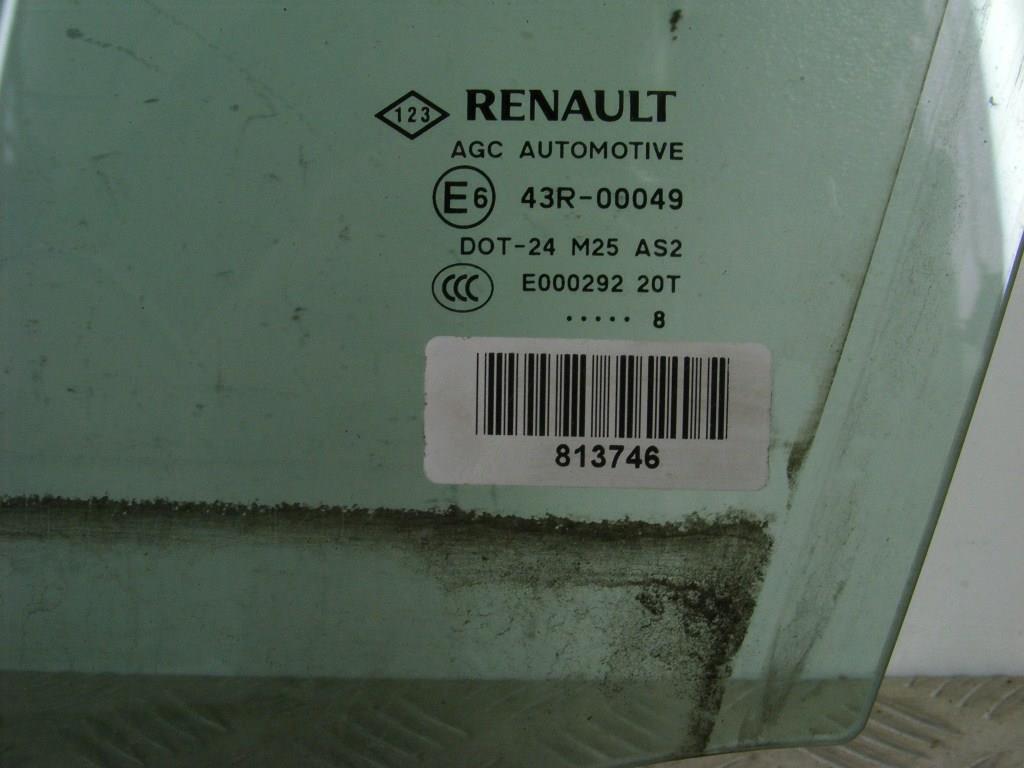 123 RENAULT
AGC AUTOMOTIVE
E6 43R-00049
DOT-24 M25 AS2
CCC E000292 20T
..... 8
813746